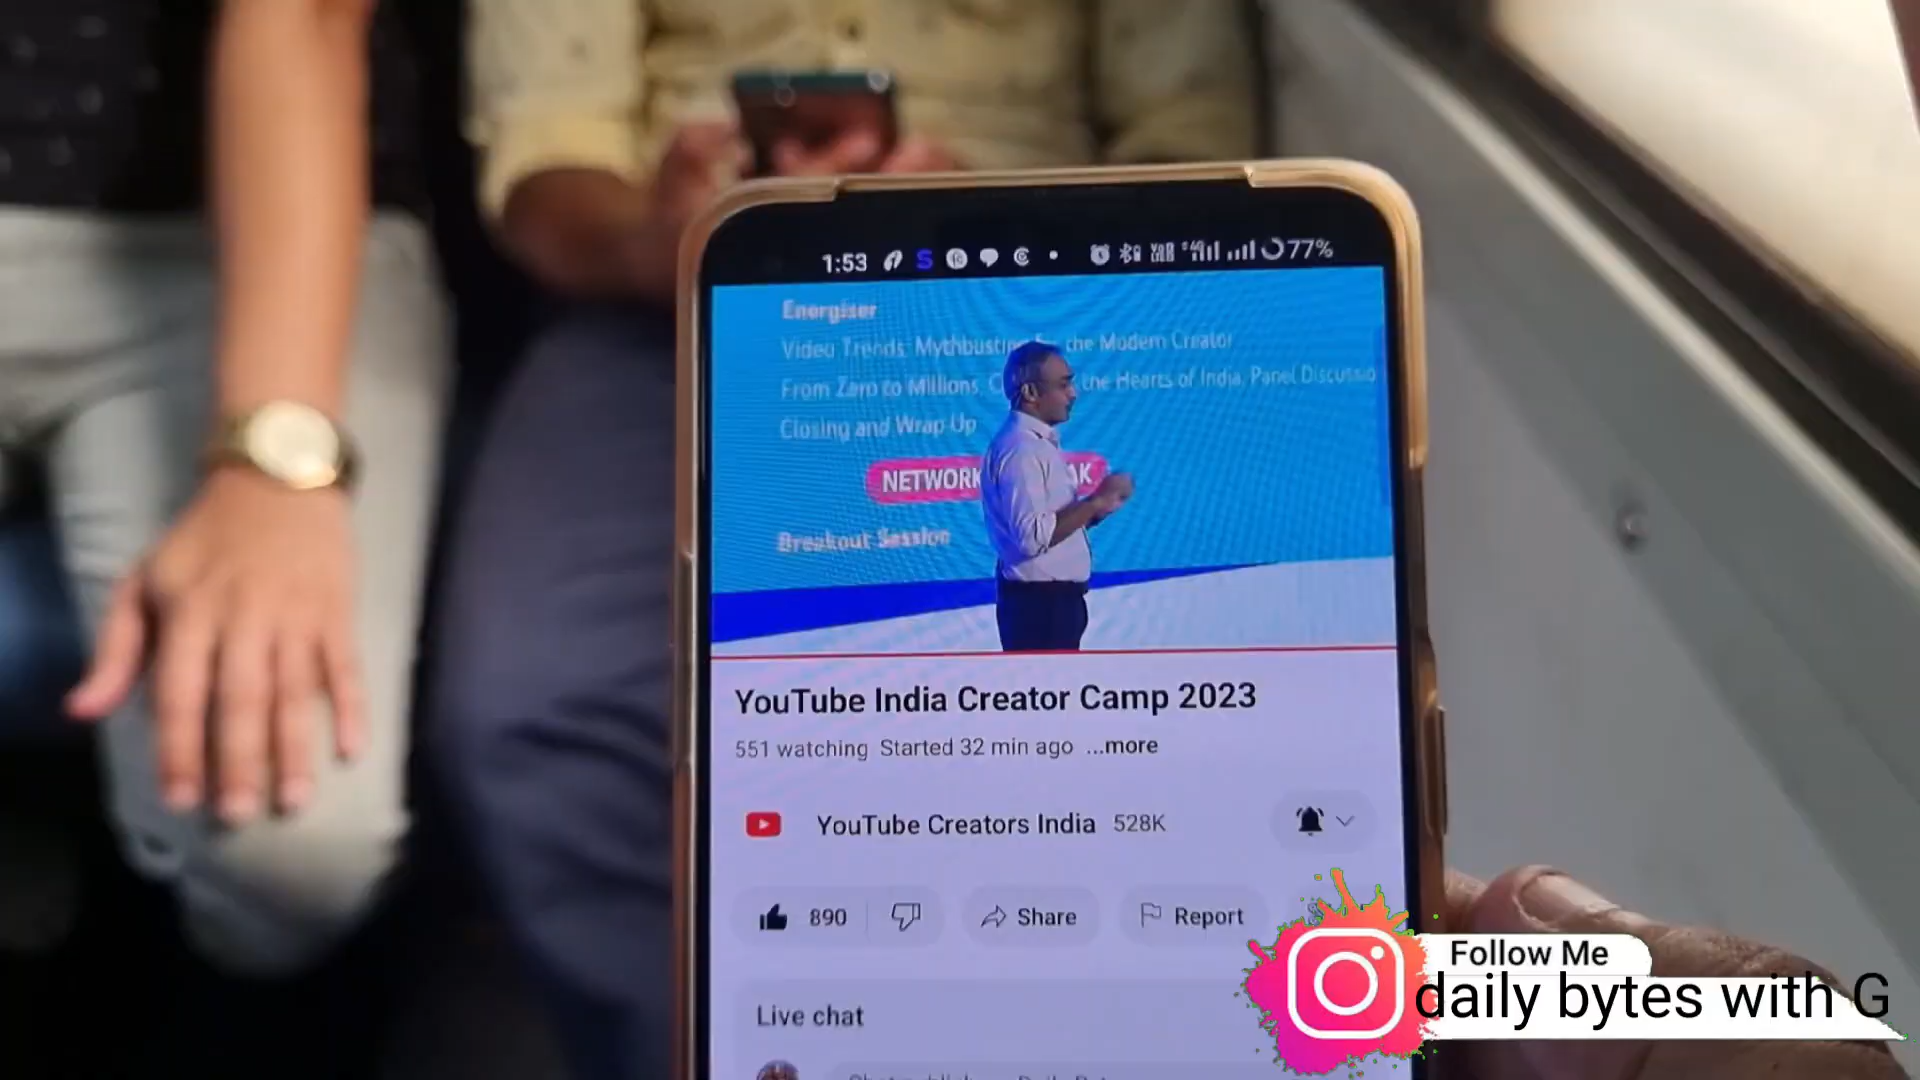 1:53
77%
Energiser
Video Trends: Mythbusting the Modern Creator
From Zero to Millions, the Hearts of India, Panel
Closing and Wrap Up
NETWORK AK
Breakout Session
YouTube India Creator Camp 2023
551 watching Started 32 min ago ...more
YouTube Creators India 528K
890 Share Report
Live chat
Follow Me
daily bytes with G